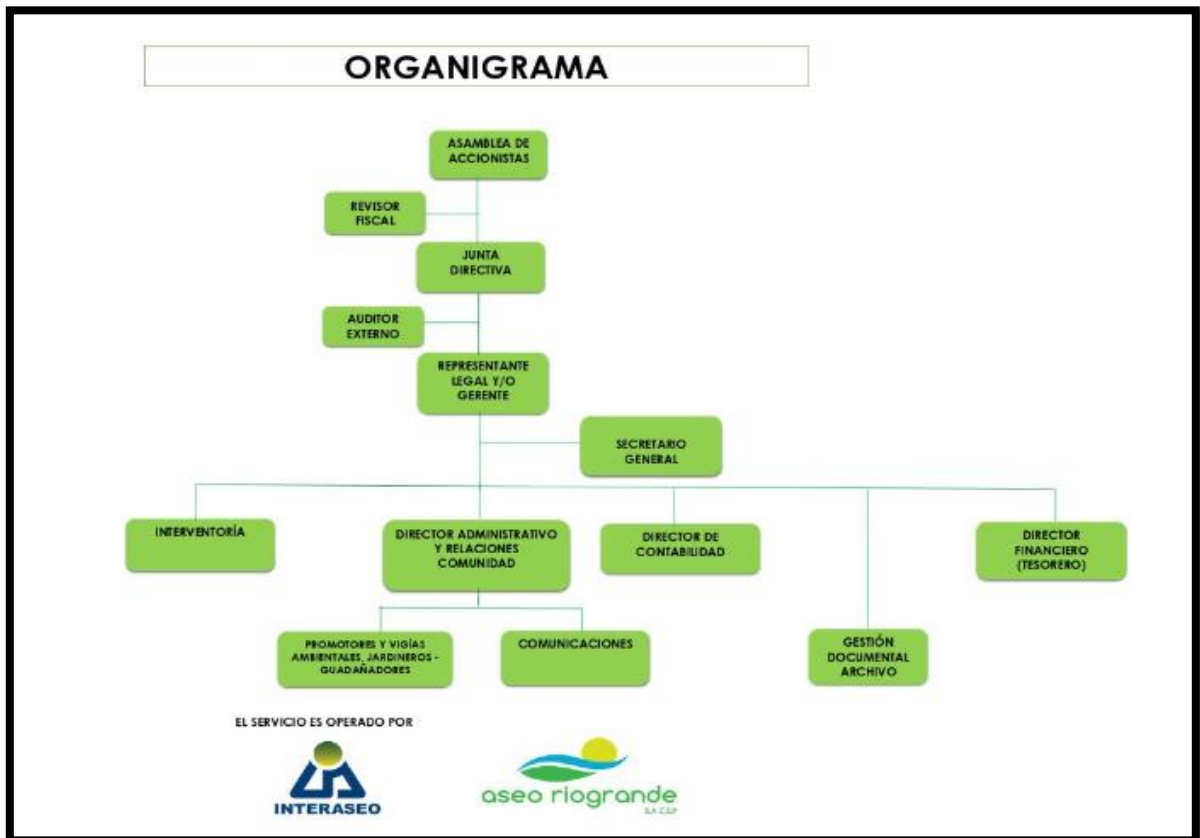 ORGANIGRAMA
ASAMBLEA DE
ACCIONISTAS
REVISOR
FISCAL
JUNTA
DIRECTIVA
AUDITOR
EXTERNO
REPRESENTANTE
LEGAL Y/O
GERENTE
SECRETARIO
GENERAL
INTERVENTORÍA
DIRECTOR ADMINISTRATIVO
Y RELACIONES
COMUNIDAD
DIRECTOR DE
CONTABILIDAD
DIRECTOR
FINANCIERO
(TESORERO)
PROMOTORES Y VIGÍAS
AMBIENTALES, JARDINEROS -
GUADAÑADORES
COMUNICACIONES
GESTIÓN
DOCUMENTAL
ARCHIVO
EL SERVICIO ES OPERADO POR
INTERASEO
aseo riogrande
S.A E.S.P